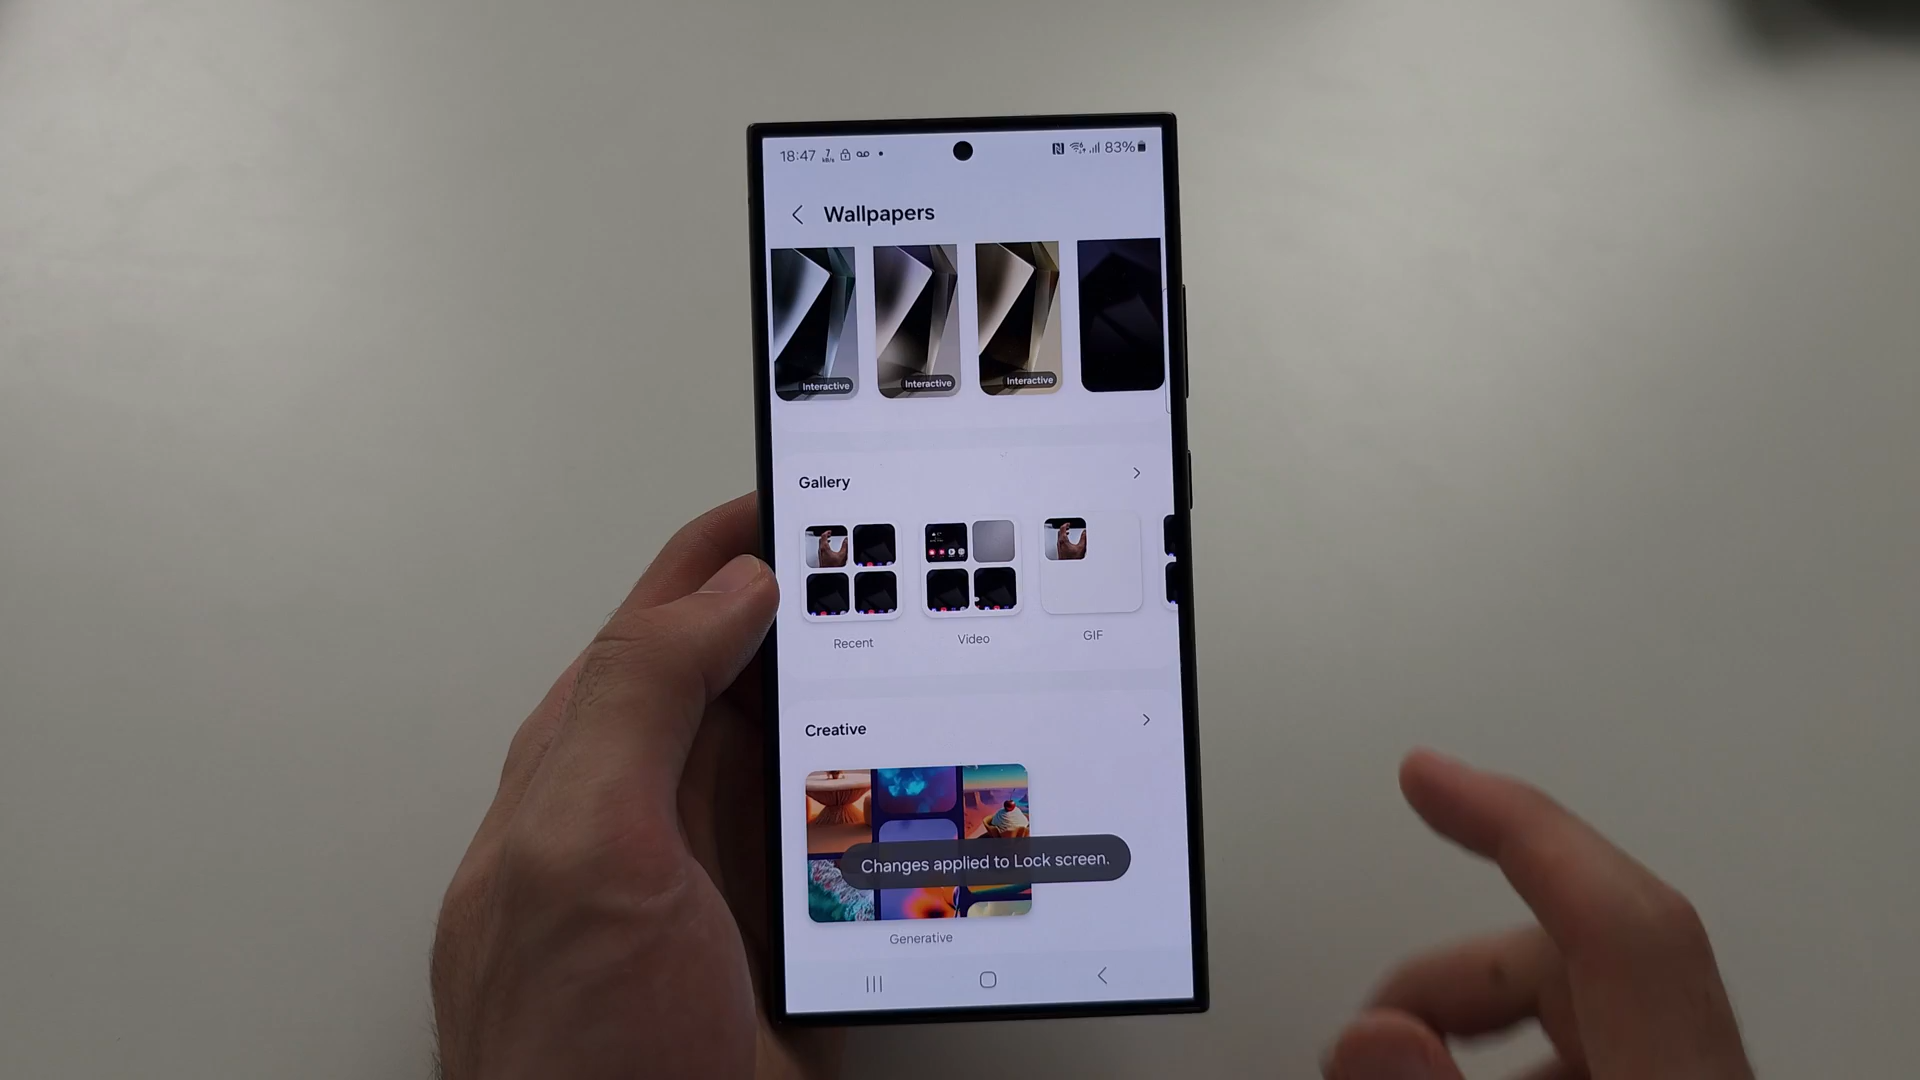 18:47 83%
Wallpapers
Interactive Interactive Interactive
Gallery
Recent Video GIF
Creative
Changes applied to Lock screen.
Generative